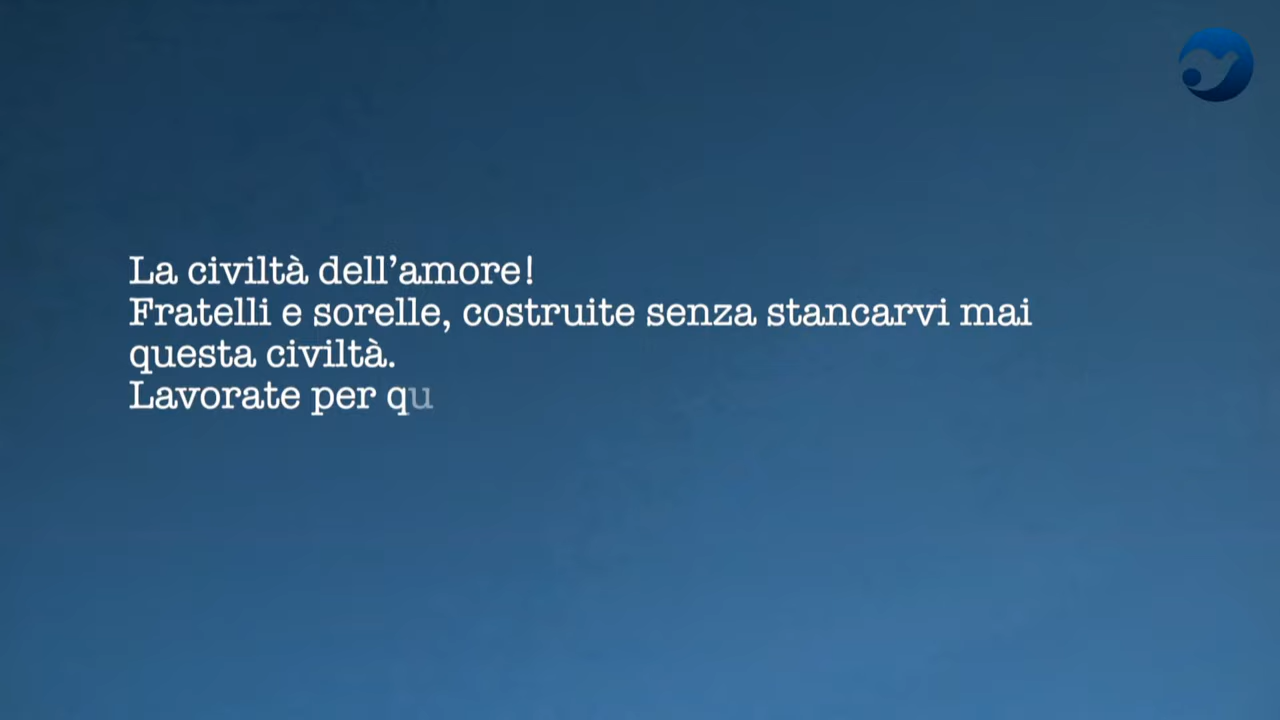 La civiltà dell’amore!
Fratelli e sorelle, costruite senza stancarvi mai
questa civiltà.
Lavorate per qu